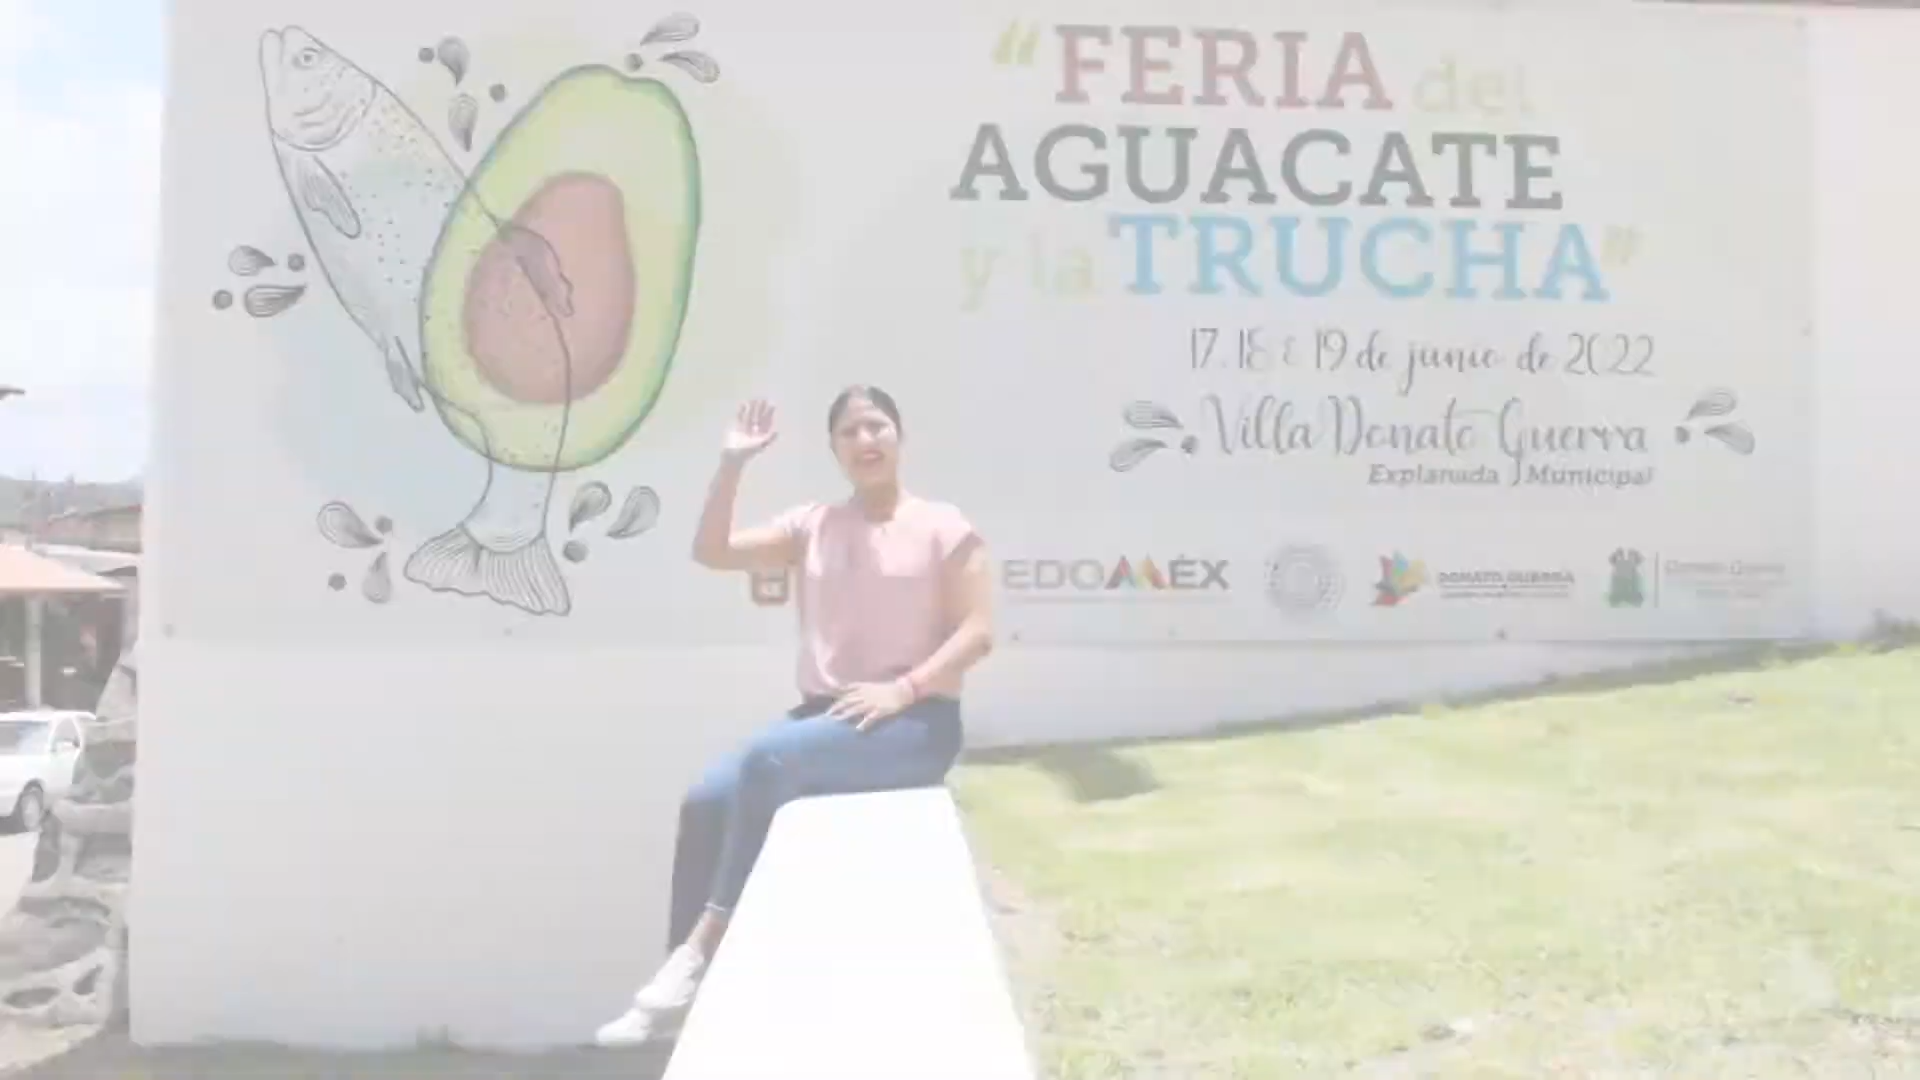 “FERIA del
AGUACATE
y la TRUCHA”
17, 18 & 19 de junio de 2022
Villa Donato Guerra
Explanada Municipal
EDOMÉX
DONATO GUERRA